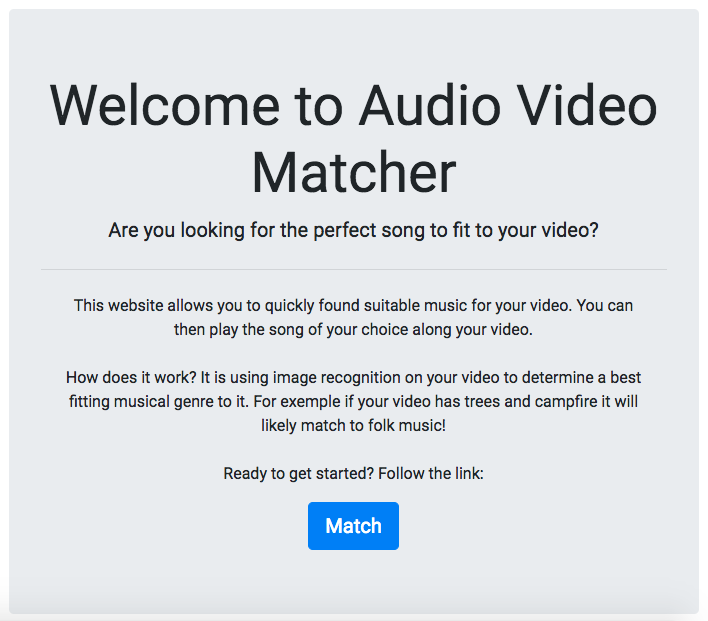 Welcome to Audio Video
Matcher
Are you looking for the perfect song to fit to your video?
This website allows you to quickly found suitable music for your video. You can
then play the song of your choice along your video.
How does it work? It is using image recognition on your video to determine a best
fitting musical genre to it. For exemple if your video has trees and campfire it will
likely match to folk music!
Ready to get started? Follow the link:
Match